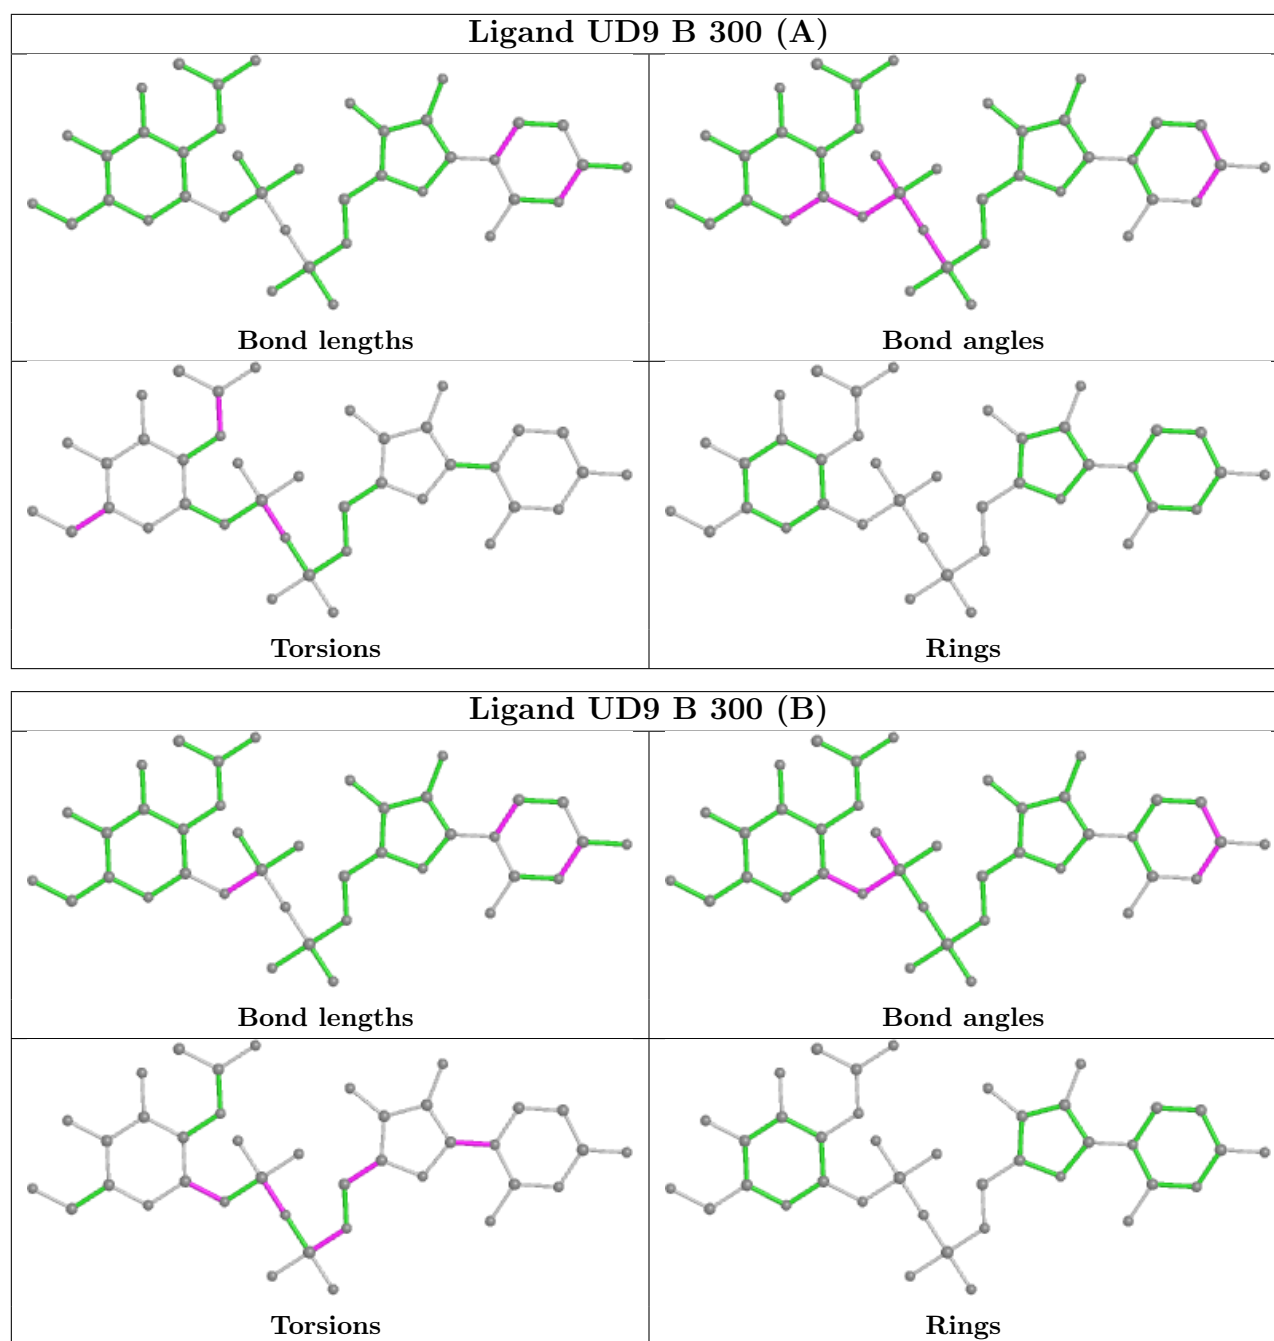 Ligand UD9 B 300 (A)
Bond lengths
Bond angles
Torsions
Rings
Ligand UD9 B 300 (B)
Bond lengths
Bond angles
Torsions
Rings